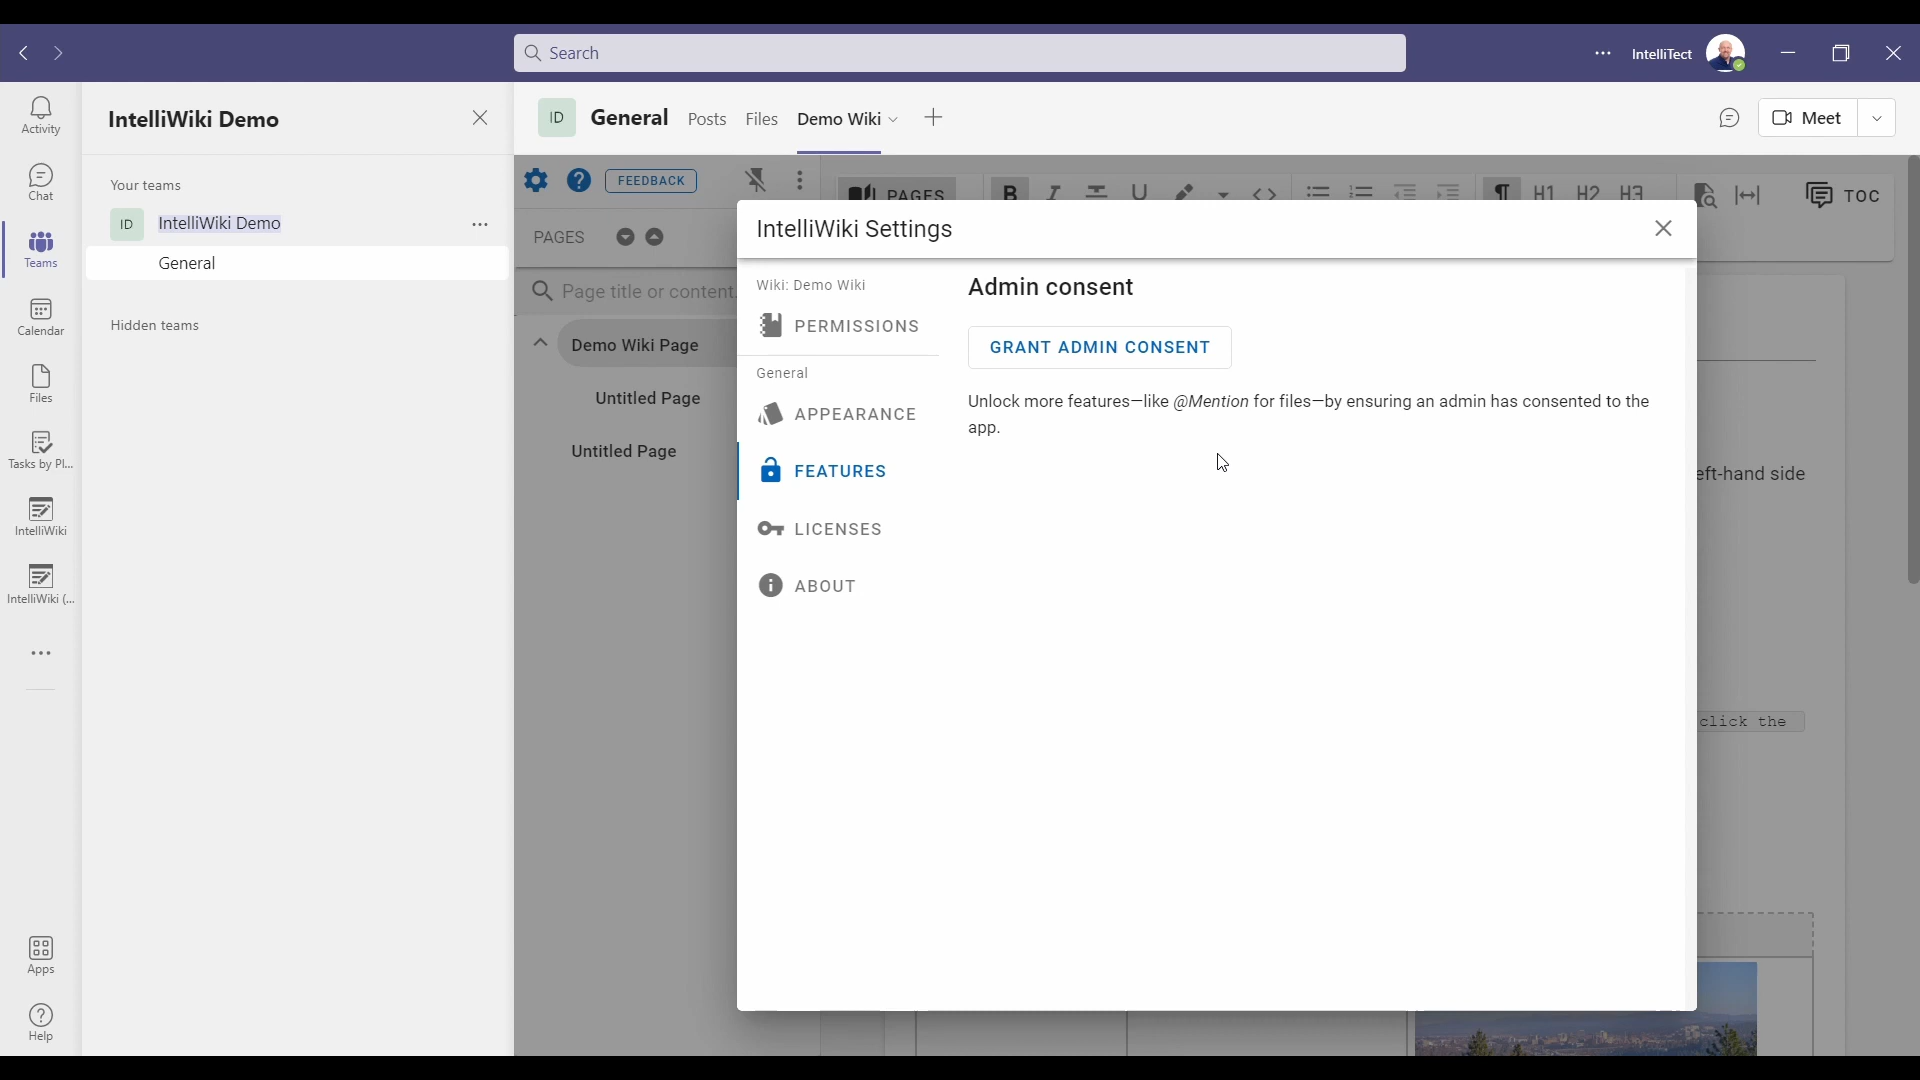 Search
IntelliTect
Activity
Chat
Teams
Calendar
Files
Tasks by Pl...
IntelliWiki
IntelliWiki (...
Apps
Help
IntelliWiki Demo
Your teams
ID IntelliWiki Demo
General
Hidden teams
ID General Posts Files Demo Wiki
Meet
FEEDBACK
PAGES
Page title or content.
Demo Wiki Page
Untitled Page
Untitled Page
PAGES B I U H1 H2 H3 TOC
IntelliWiki Settings
Wiki: Demo Wiki
PERMISSIONS
General
APPEARANCE
FEATURES
LICENSES
ABOUT
Admin consent
GRANT ADMIN CONSENT
Unlock more features—like @Mention for files—by ensuring an admin has consented to the
app.
eft-hand side
click the